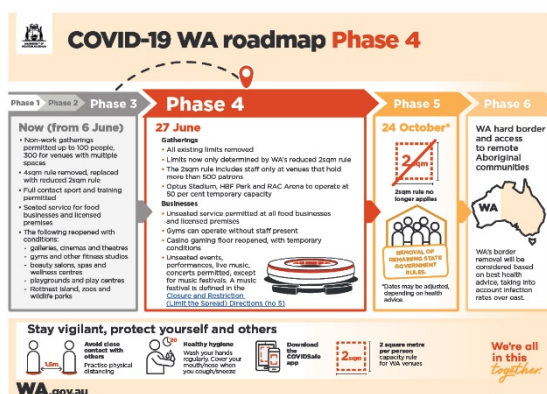 COVID-19 WA roadmap Phase 4
Phase 1
Phase 2
Phase 3
Now (from 6 June)
• Non-work gatherings
permitted up to 100 people,
300 for venues with multiple
spaces
• 4sqm rule removed,
replaced with reduced 2sqm rule
• Full contact sport and training
permitted
• Seated service for food
businesses and licensed
premises
• The following reopened with
conditions:
- galleries, cinemas and theatres
- gyms and other fitness studios
- beauty salons, spas and
wellness centres
- playgrounds and play centres
- Rottnest Island, zoos and
wildlife parks
Phase 4
27 June
Gatherings
• All existing limits removed
• Limits now only determined by WA's reduced 2sqm rule
• The 2sqm rule includes staff only at venues that hold
more than 500 patrons
• Optus Stadium, HBF Park and RAC Arena to operate at
50 per cent temporary capacity
Businesses
• Unseated service permitted at all food businesses
and licensed premises
• Gyms can operate without staff present
• Casino gaming floor reopened, with temporary
conditions
• Unseated events,
performances, live music,
concerts permitted, except
for music festivals. A music
festival is defined in the
Closure and Restriction
(Limit the Spread) Directions (no 5)
Phase 5
24 October*
2sqm
2sqm rule no
longer applies
REMOVAL OF
REMAINING STATE
GOVERNMENT
RULES.
*Dates may be adjusted,
depending on health
advice.
Phase 6
WA hard border
and access
to remote
Aboriginal
communities
WA
WA's border
removal will be
considered based
on best health
advice, taking into
account infection
rates over east.
Stay vigilant, protect yourself and others
1.5m
Avoid close
contact with
others
Practise physical
distancing
20
Healthy hygiene
Wash your hands
regularly. Cover your
mouth/nose when
you cough/sneeze
Download
the
COVIDSafe
app
2sqm
2 square metre
per person
capacity rule
for WA venues
We're all
in this
together.
WA.gov.au